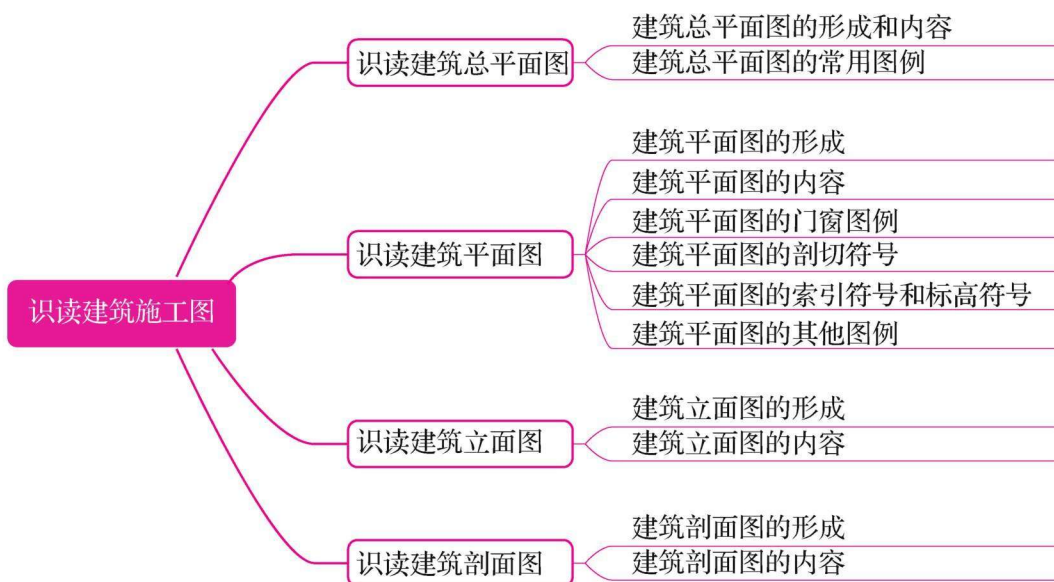 识读建筑施工图
识读建筑总平面图
建筑总平面图的形成和内容
建筑总平面图的常用图例
识读建筑平面图
建筑平面图的形成
建筑平面图的内容
建筑平面图的门窗图例
建筑平面图的剖切符号
建筑平面图的索引符号和标高符号
建筑平面图的其他图例
识读建筑立面图
建筑立面图的形成
建筑立面图的内容
识读建筑剖面图
建筑剖面图的形成
建筑剖面图的内容